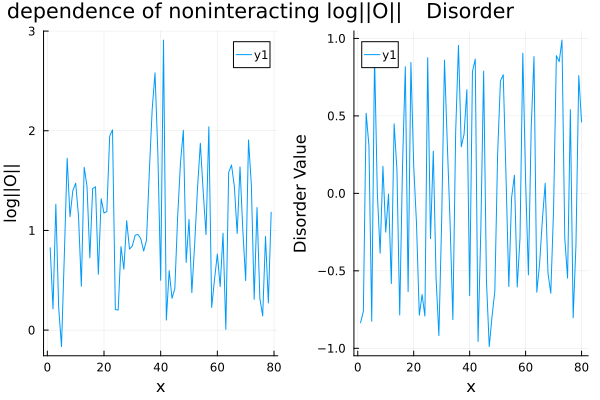 dependence of noninteracting log||O||
Disorder
y1
y1
3
2
1
0
log||O||
0
20
40
60
80
x
1.0
0.5
0.0
−0.5
−1.0
Disorder Value
0
20
40
60
80
x